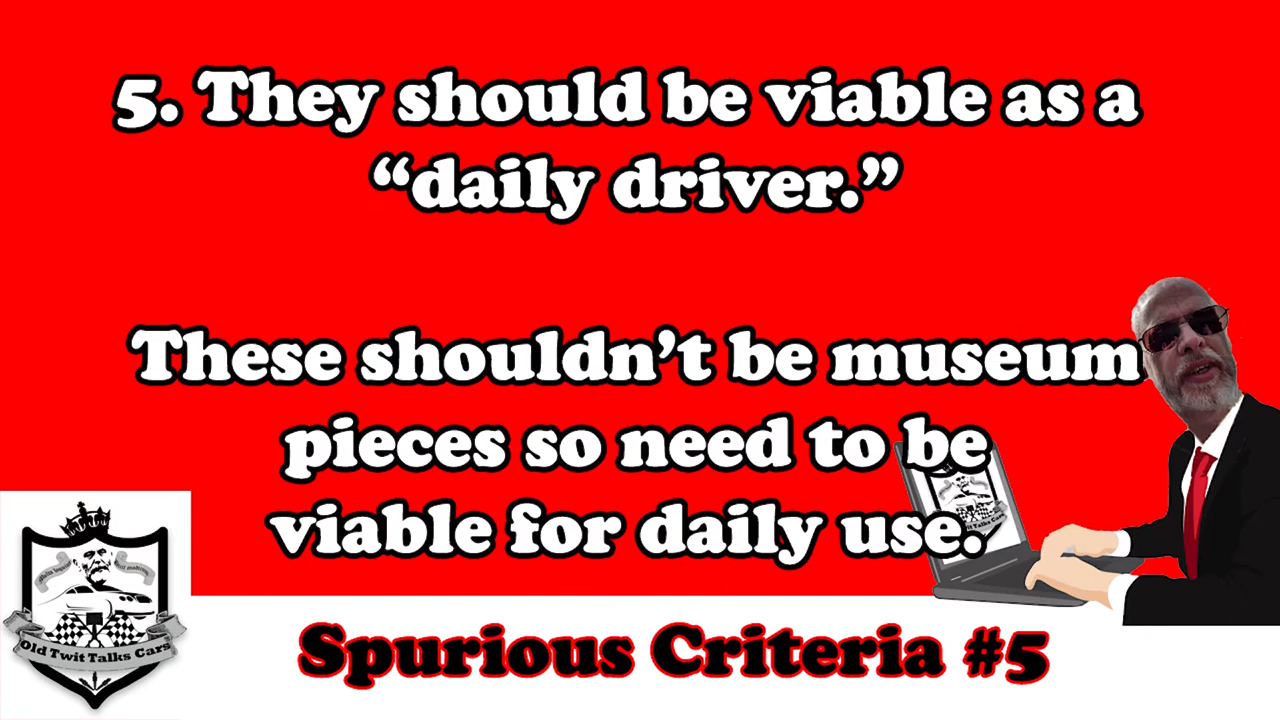 5. They should be viable as a
“daily driver.”
These shouldn’t be museum
pieces so need to be
viable for daily use.
Old Twit Talks Cars
Spurious Criteria #5